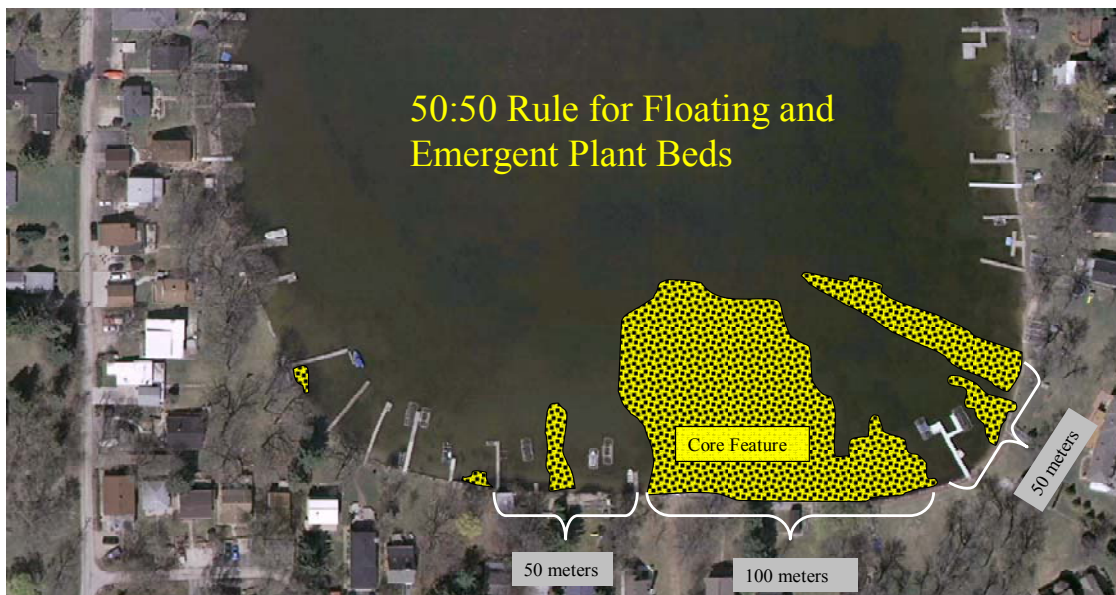 50:50 Rule for Floating and
Emergent Plant Beds
Core Feature
50 meters
50 meters
100 meters